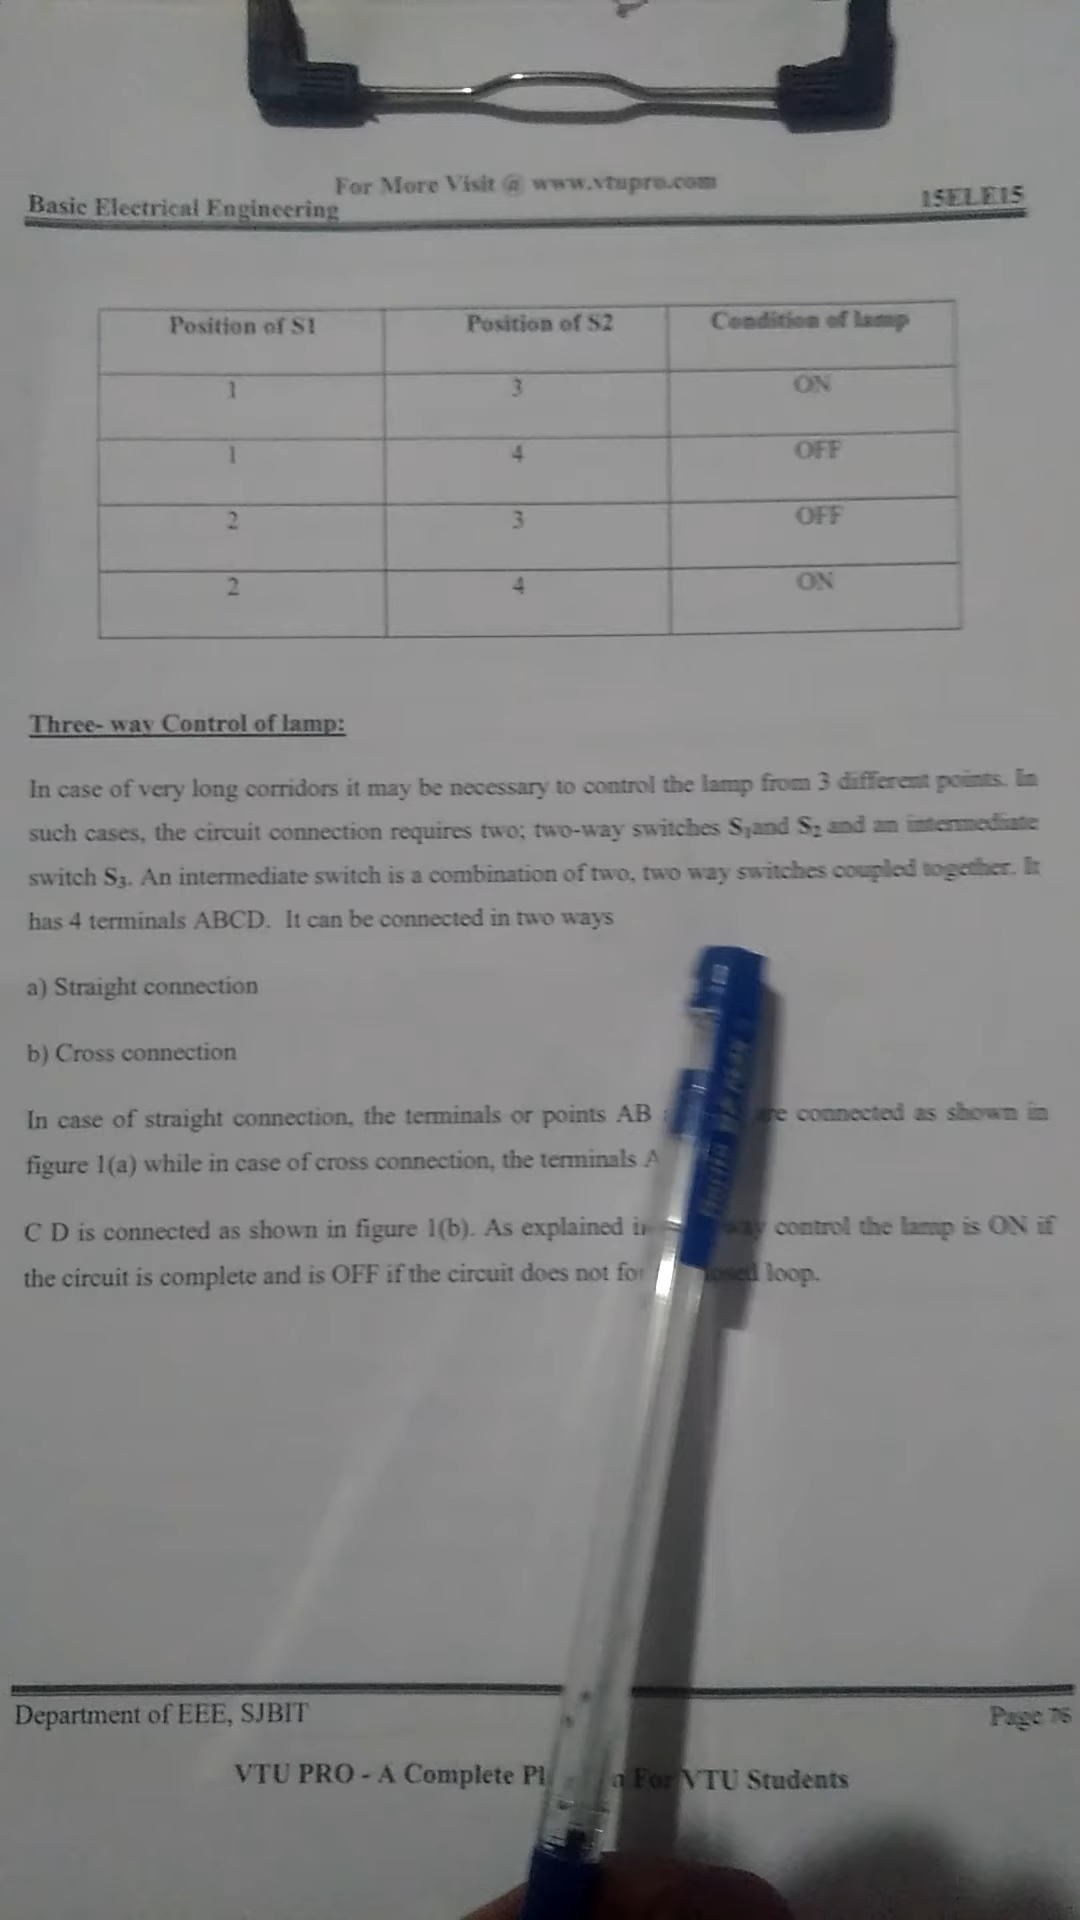 For More Visit @ www.vtupro.com
Basic Electrical Engineering 15ELE15
Position of S1 Position of S2 Condition of lamp
1 3 ON
1 4 OFF
2 3 OFF
2 4 ON
Three- way Control of lamp:
In case of very long corridors it may be necessary to control the lamp from 3 different points. In
such cases, the circuit connection requires two; two-way switches S1and S2 and an intermediate
switch S3. An intermediate switch is a combination of two, two way switches coupled together. It
has 4 terminals ABCD. It can be connected in two ways
a) Straight connection
b) Cross connection
In case of straight connection, the terminals or points AB are connected as shown in
figure 1(a) while in case of cross connection, the terminals A
C D is connected as shown in figure 1(b). As explained in way control the lamp is ON if
the circuit is complete and is OFF if the circuit does not loop.
Department of EEE, SJBIT Page 76
VTU PRO - A Complete For VTU Students